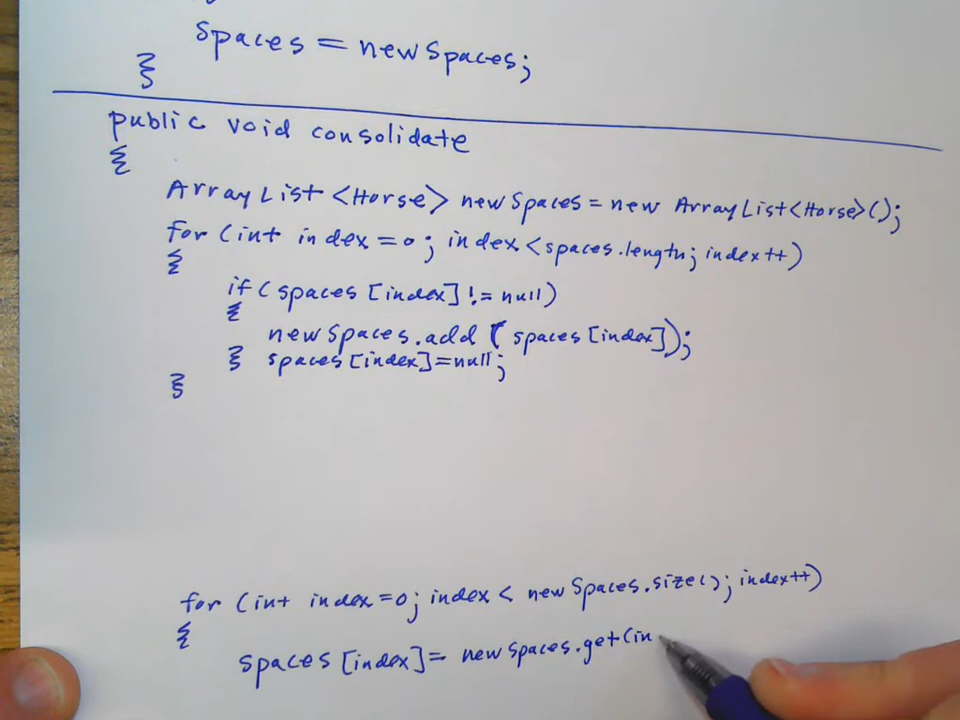 spaces = newSpaces;
}
public void consolidate
{
ArrayList <Horse> newSpaces = new ArrayList<Horse>();
for (int index = 0; index < spaces.length; index++)
{
if (spaces [index] != null)
{
newSpaces.add (spaces [index]);
} spaces [index] = null;
}
for (int index = 0; index < newSpaces.size(); index++)
{
spaces [index] = newSpaces.get(in